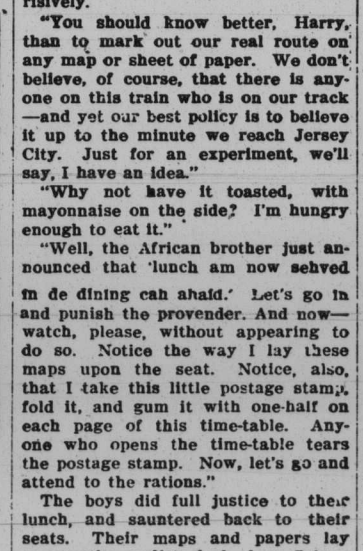 risively.
"You should know better, Harry,
than to mark out our real route on
any map or sheet of paper. We don't
believe, of course, that there is any-
one on this train who is on our track
—and yet our best policy is to believe
it up to the minute we reach Jersey
City. Just for an experiment, we'll
say, I have an idea."
"Why not have it toasted, with
mayonnaise on the side? I'm hungry
enough to eat it."
"Well, the African brother just an-
nounced that 'lunch am now sehved
in de dining cah ahald.' Let's go in
and punish the provender. And now—
watch, please, without appearing to
do so. Notice the way I lay these
maps upon the seat. Notice, also,
that I take this little postage stamp,
fold it, and gum it with one-half on
each page of this time-table. Any-
one who opens the time-table tears
the postage stamp. Now, let's go and
attend to the rations."
The boys did full justice to their
lunch, and sauntered back to their
seats. Their maps and papers lay